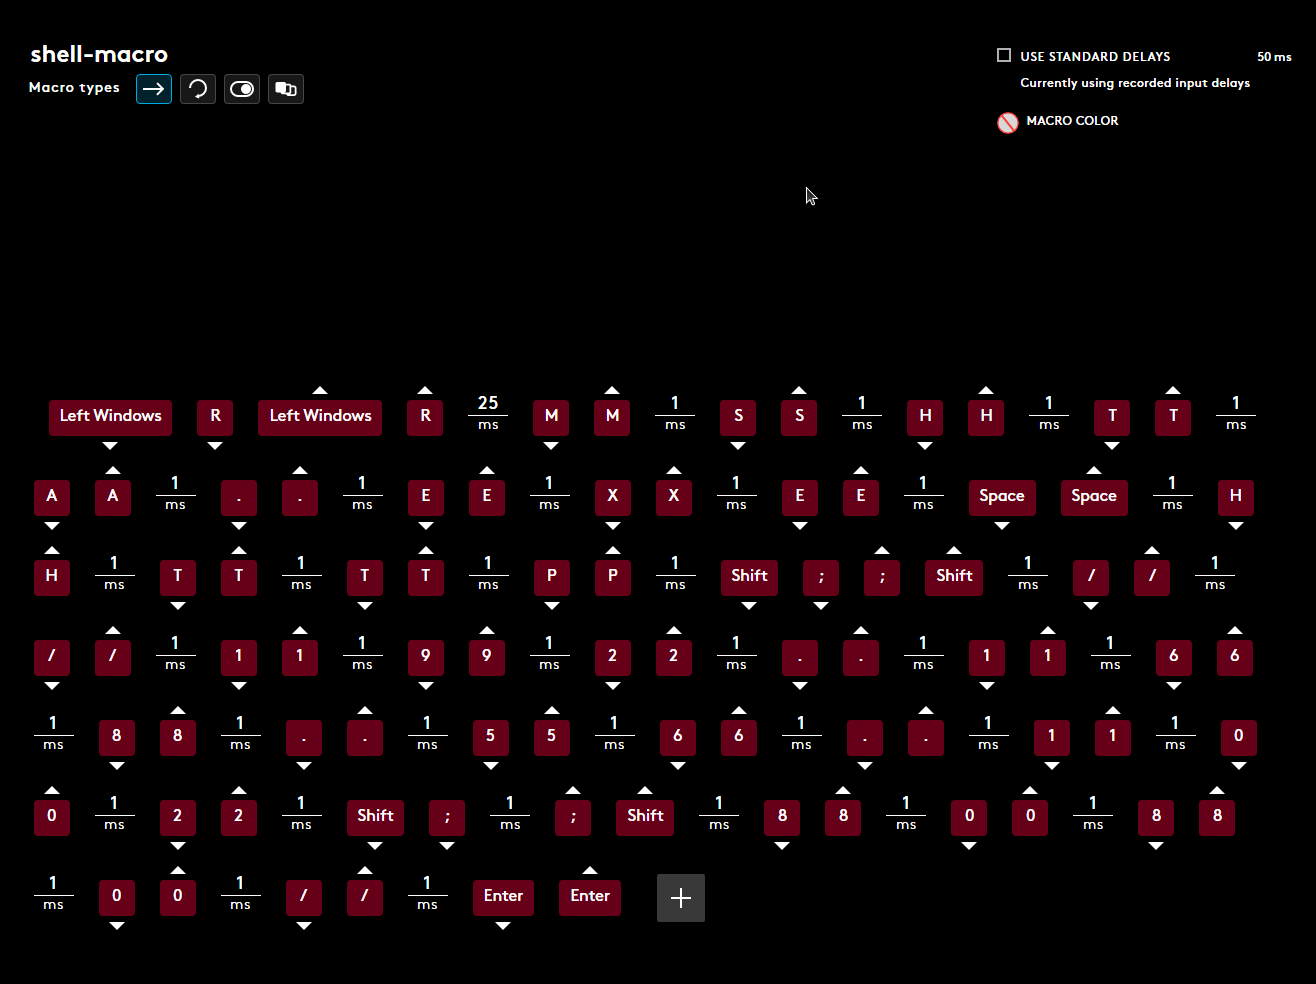 shell-macro
USE STANDARD DELAYS 50 ms
Macro types
Currently using recorded input delays
MACRO COLOR
Left Windows R Left Windows R 25 ms M M 1 ms S S 1 ms H H 1 ms T T 1 ms
A A 1 ms . . 1 ms E E 1 ms X X 1 ms E E 1 ms Space Space 1 ms H
H 1 ms T T 1 ms T T 1 ms P P 1 ms Shift ; ; Shift 1 ms / / 1 ms
/ / 1 ms 1 1 1 ms 9 9 1 ms 2 2 1 ms . . 1 ms 1 1 1 ms 6 6
1 ms 8 8 1 ms . . 1 ms 5 5 1 ms 6 6 1 ms . . 1 ms 1 1 1 ms 0
0 1 ms 2 2 1 ms Shift ; 1 ms ; Shift 1 ms 8 8 1 ms 0 0 1 ms 8 8
1 ms 0 0 1 ms / / 1 ms Enter Enter